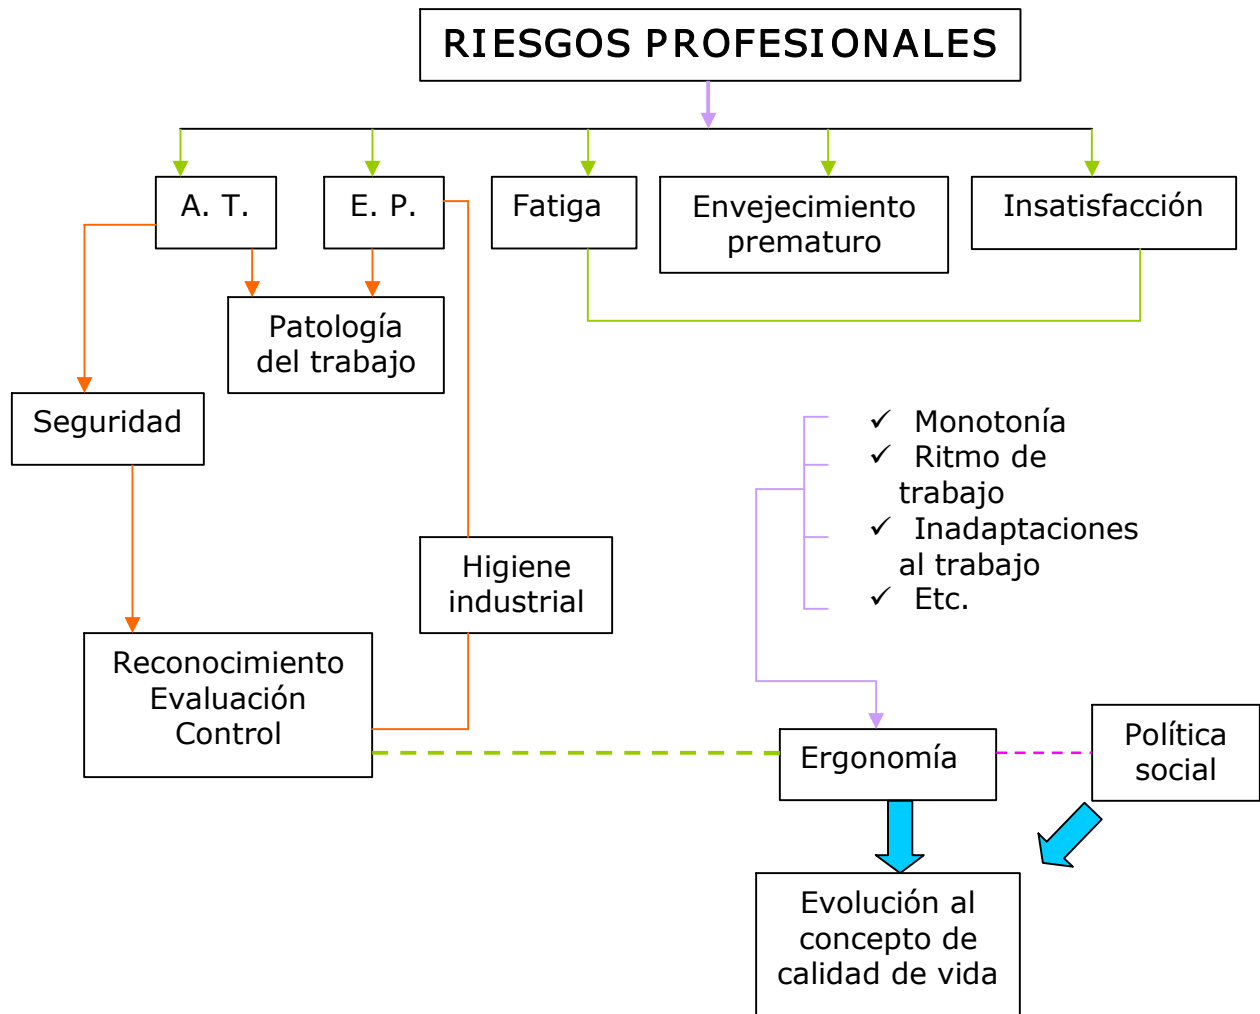 RIESGOS PROFESIONALES
A. T.
E. P.
Fatiga
Envejecimiento
prematuro
Insatisfacción
Patología
del trabajo
Seguridad
✓ Monotonía
✓ Ritmo de
trabajo
✓ Inadaptaciones
al trabajo
✓ Etc.
Higiene
industrial
Reconocimiento
Evaluación
Control
Ergonomía
Política
social
Evolución al
concepto de
calidad de vida